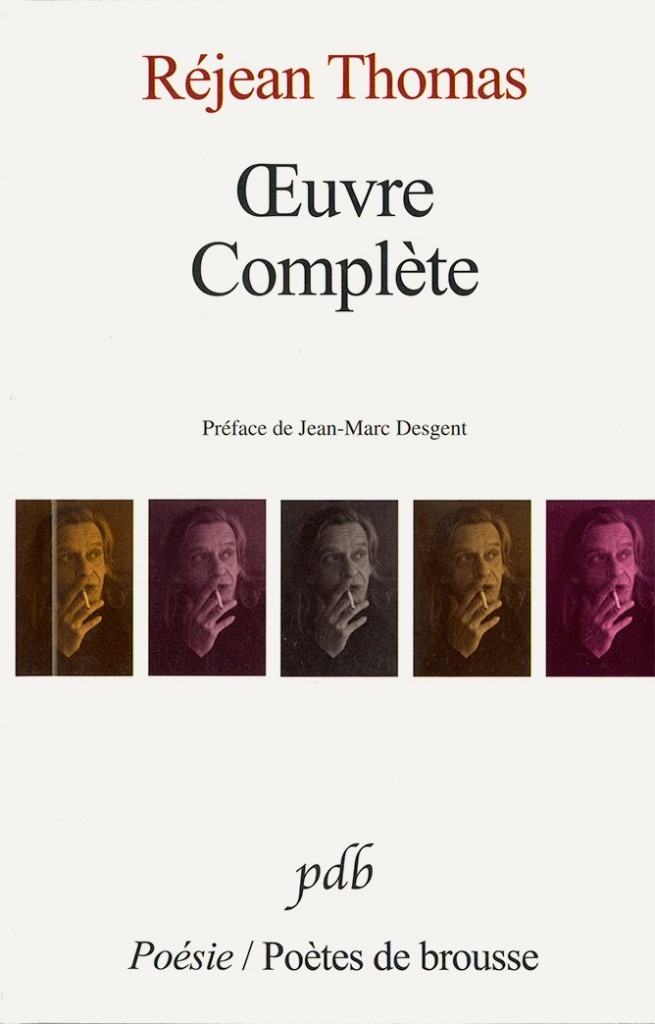 Réjean Thomas
Œuvre
Complète
Préface de Jean-Marc Desgent
pdb
Poésie / Poètes de brousse